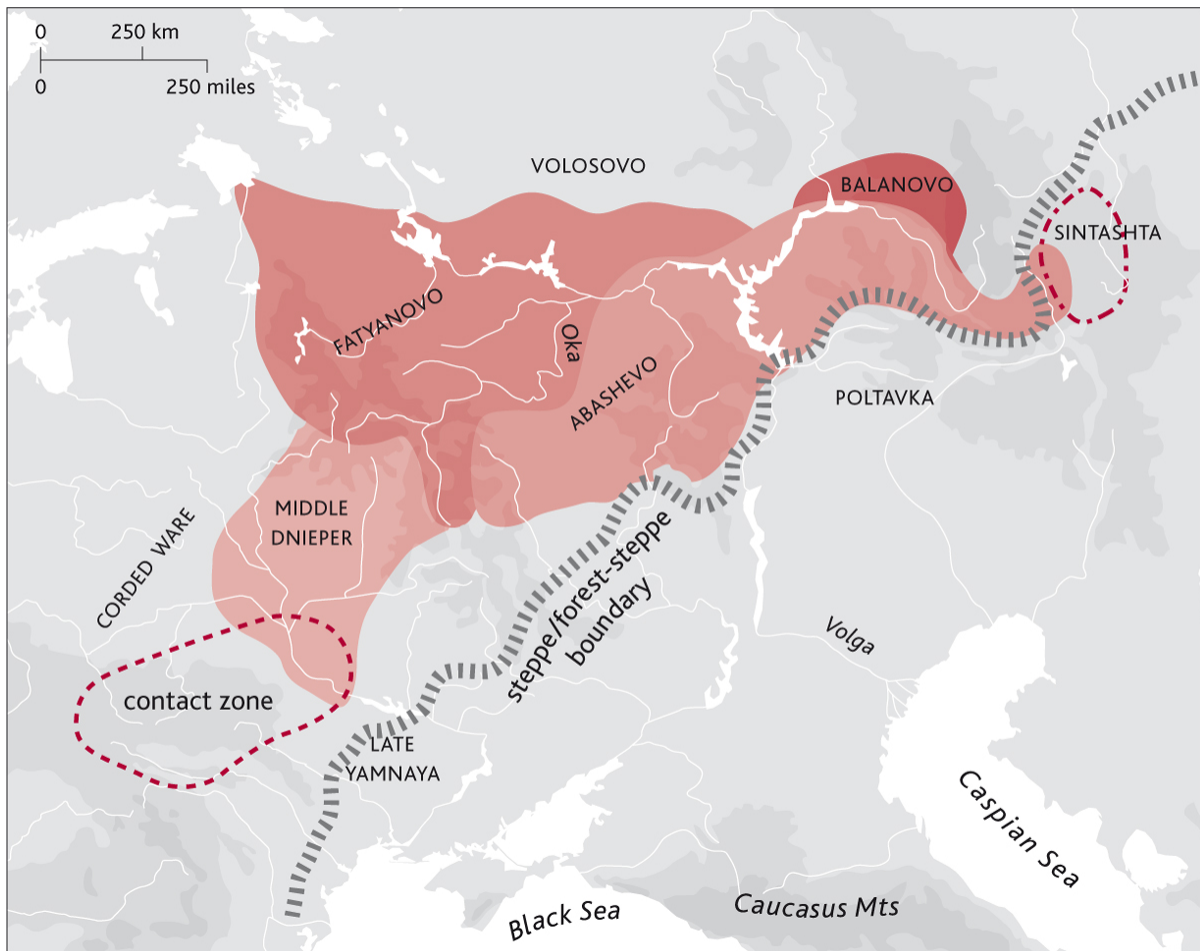 0 250 km
0 250 miles
VOLOSOVO
BALANOVO
SINTASHTA
FATYANOVO
Oka
ABASHEVO
POLTAVKA
MIDDLE
DNIEPER
CORDED WARE
steppe/forest-steppe
boundary
Volga
contact zone
LATE
YAMNAYA
Caspian Sea
Black Sea
Caucasus Mts